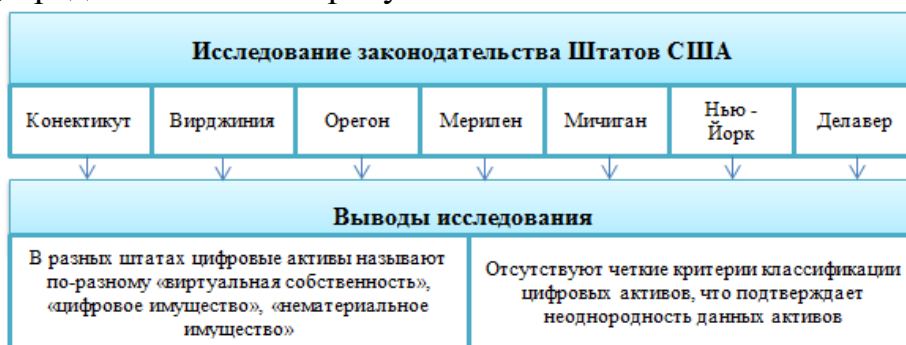 Исследование законодательства Штатов США
Конектикут Вирджиния Орегон Мерилен Мичиган Нью - Йорк Делавер
Выводы исследования
В разных штатах цифровые активы называют
по-разному «виртуальная собственность»,
«цифровое имущество», «нематериальное
имущество»
Отсутствуют четкие критерии классификации
цифровых активов, что подтверждает
неоднородность данных активов